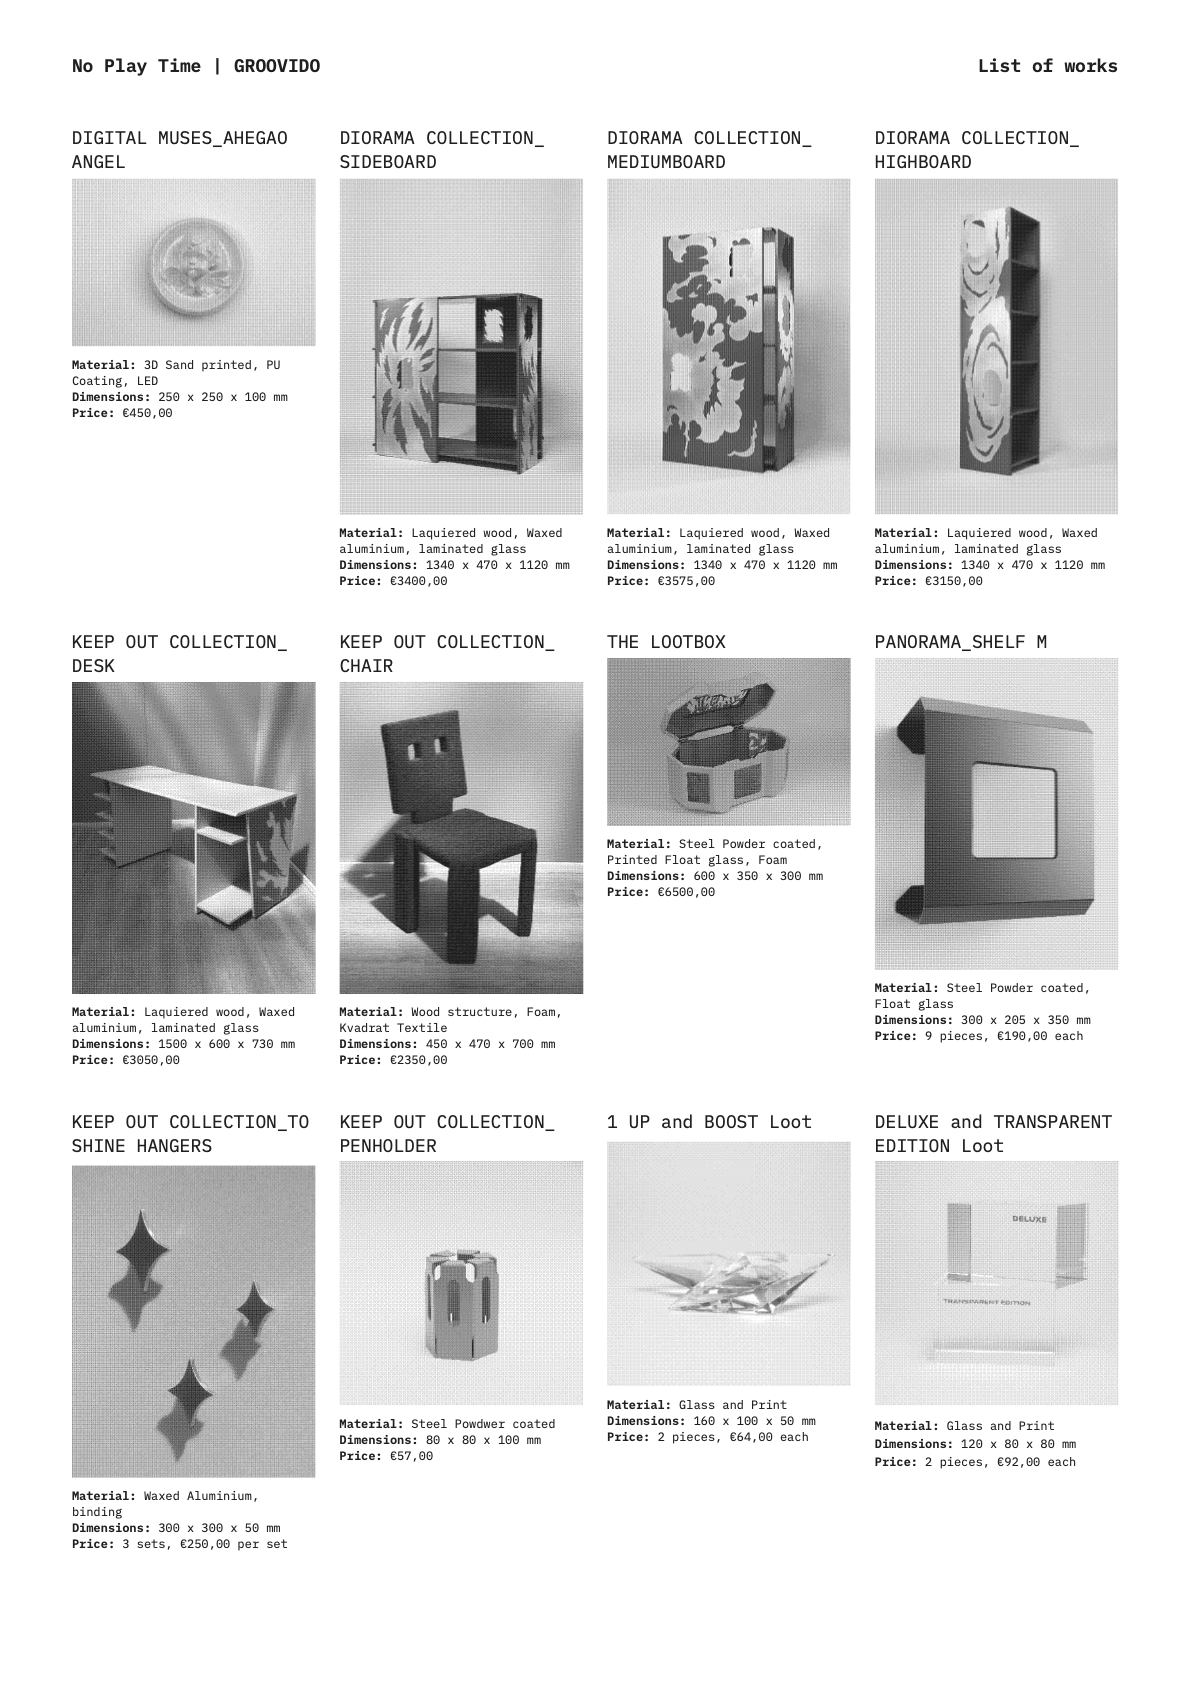 No Play Time | GROOVIDO
List of works
DIGITAL MUSES_AHEGAO
ANGEL
Material: 3D Sand printed, PU
Coating, LED
Dimensions: 250 x 250 x 100 mm
Price: €450,00
DIORAMA COLLECTION_
SIDEBOARD
Material: Laquiered wood, Waxed
aluminium, laminated glass
Dimensions: 1340 x 470 x 1120 mm
Price: €3400,00
DIORAMA COLLECTION_
MEDIUMBOARD
Material: Laquiered wood, Waxed
aluminium, laminated glass
Dimensions: 1340 x 470 x 1120 mm
Price: €3575,00
DIORAMA COLLECTION_
HIGHBOARD
Material: Laquiered wood, Waxed
aluminium, laminated glass
Dimensions: 1340 x 470 x 1120 mm
Price: €3150,00
KEEP OUT COLLECTION_
DESK
Material: Laquiered wood, Waxed
aluminium, laminated glass
Dimensions: 1500 x 600 x 730 mm
Price: €3050,00
KEEP OUT COLLECTION_
CHAIR
Material: Wood structure, Foam,
Kvadrat Textile
Dimensions: 450 x 470 x 700 mm
Price: €2350,00
THE LOOTBOX
Material: Steel Powder coated,
Printed Float glass, Foam
Dimensions: 600 x 350 x 300 mm
Price: €6500,00
PANORAMA_SHELF M
Material: Steel Powder coated,
Float glass
Dimensions: 300 x 205 x 350 mm
Price: 9 pieces, €190,00 each
KEEP OUT COLLECTION_TO
SHINE HANGERS
Material: Waxed Aluminium,
binding
Dimensions: 300 x 300 x 50 mm
Price: 3 sets, €250,00 per set
KEEP OUT COLLECTION_
PENHOLDER
Material: Steel Powdwer coated
Dimensions: 80 x 80 x 100 mm
Price: €57,00
1 UP and BOOST Loot
Material: Glass and Print
Dimensions: 160 x 100 x 50 mm
Price: 2 pieces, €64,00 each
DELUXE and TRANSPARENT
EDITION Loot
DELUXE
TRANSPARENT EDITION
Material: Glass and Print
Dimensions: 120 x 80 x 80 mm
Price: 2 pieces, €92,00 each